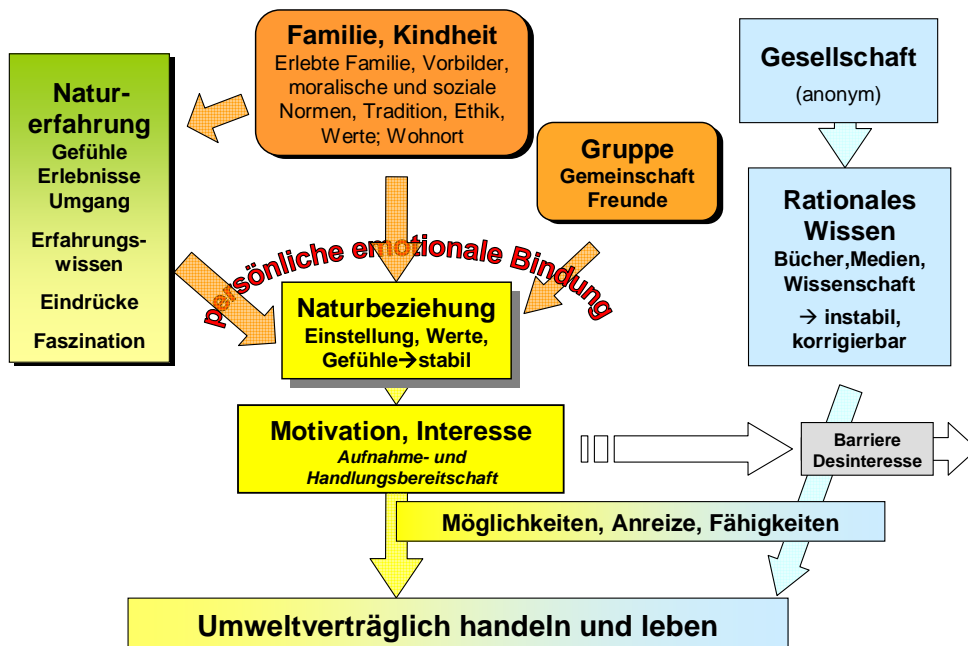 Familie, Kindheit
Erlebte Familie, Vorbilder,
moralische und soziale
Normen, Tradition, Ethik,
Werte; Wohnort
Natur-
erfahrung
Gefühle
Erlebnisse
Umgang
Erfahrungs-
wissen
Eindrücke
Faszination
Gruppe
Gemeinschaft
Freunde
Gesellschaft
(anonym)
Rationales
Wissen
Bücher,Medien,
Wissenschaft
→ instabil,
korrigierbar
persönliche emotionale Bindung
Naturbeziehung
Einstellung, Werte,
Gefühle→stabil
Motivation, Interesse
Aufnahme- und
Handlungsbereitschaft
Barriere
Desinteresse
Möglichkeiten, Anreize, Fähigkeiten
Umweltverträglich handeln und leben